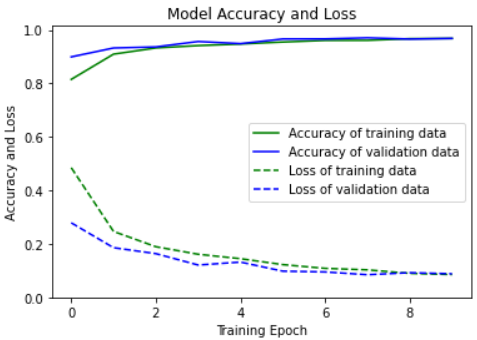 Model Accuracy and Loss
1.0
0.8
0.6
0.4
0.2
0.0
Accuracy and Loss
Accuracy of training data
Accuracy of validation data
Loss of training data
Loss of validation data
0 2 4 6 8
Training Epoch